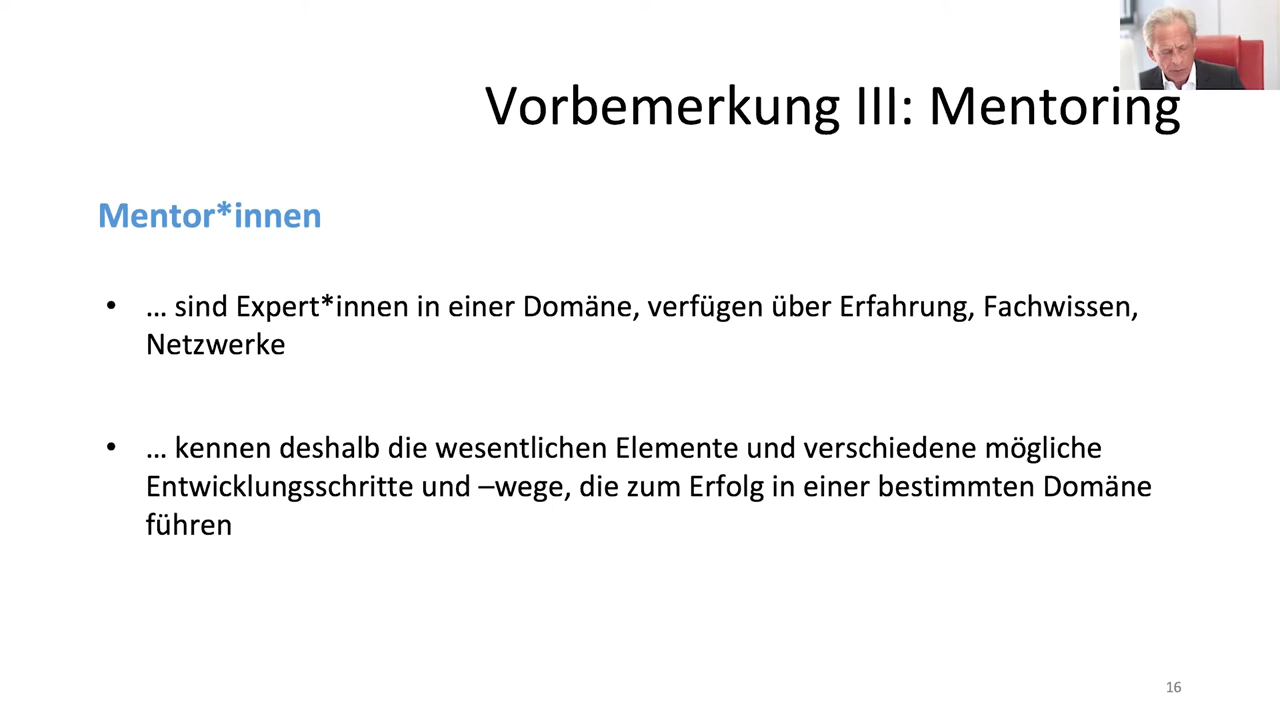 Vorbemerkung III: Mentoring
Mentor*innen
• … sind Expert*innen in einer Domäne, verfügen über Erfahrung, Fachwissen,
Netzwerke
• … kennen deshalb die wesentlichen Elemente und verschiedene mögliche
Entwicklungsschritte und –wege, die zum Erfolg in einer bestimmten Domäne
führen
16